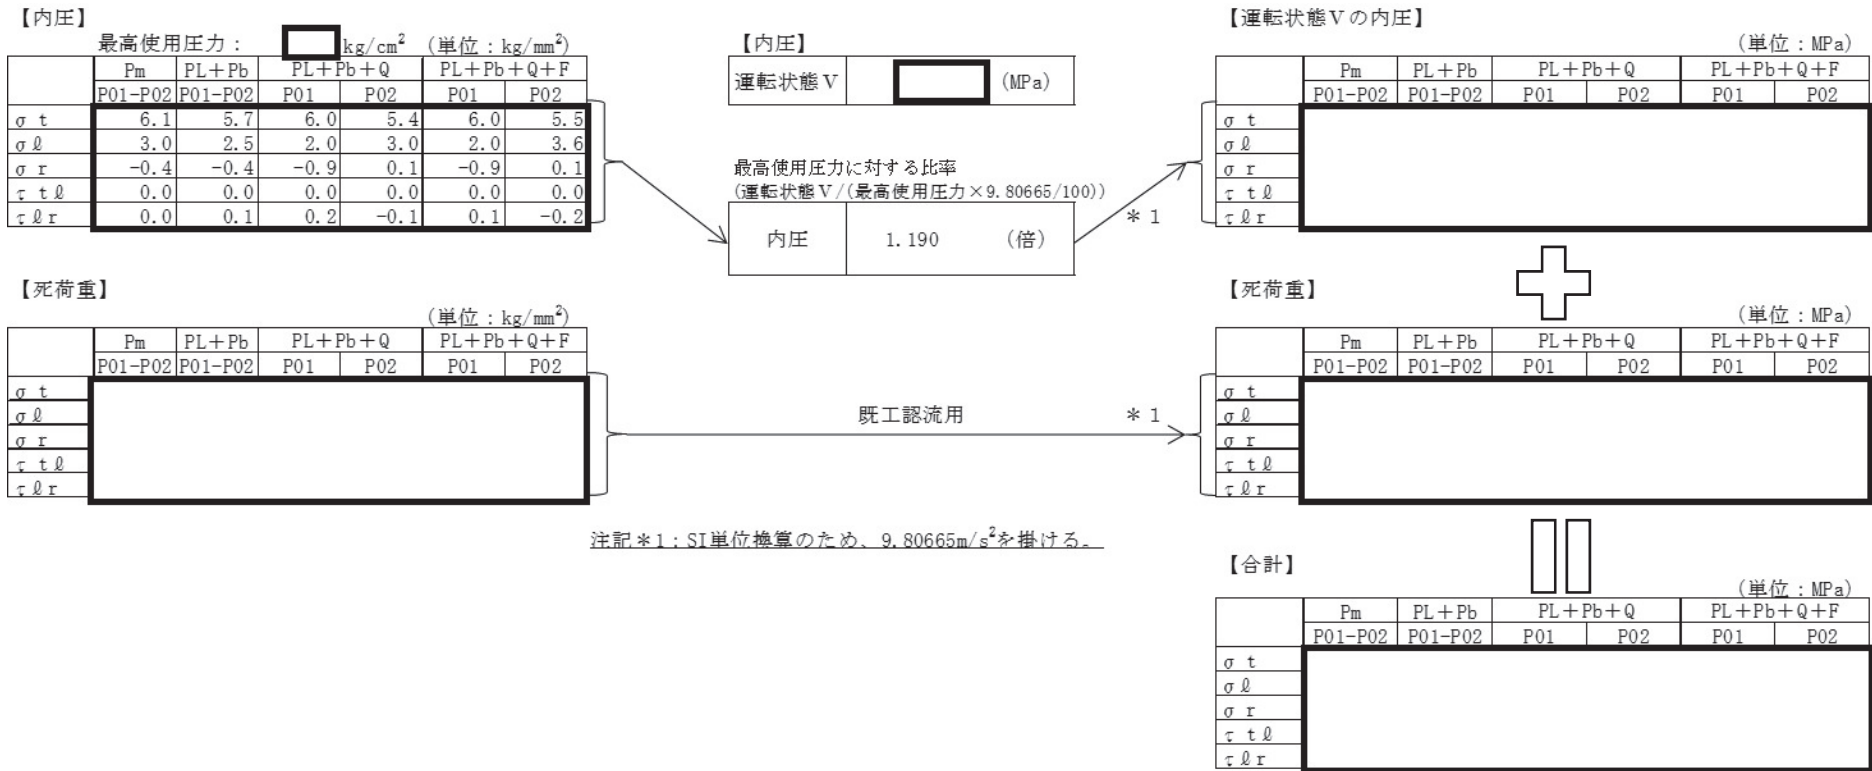 【内圧】
最高使用圧力： kg/cm² （単位：kg/mm²）
Pm PL＋Pb PL＋Pb＋Q PL＋Pb＋Q＋F
P01-P02 P01-P02 P01 P02 P01 P02
σ t 6.1 5.7 6.0 5.4 6.0 5.5
σ ℓ 3.0 2.5 2.0 3.0 2.0 3.6
σ r -0.4 -0.4 -0.9 0.1 -0.9 0.1
τ t ℓ 0.0 0.0 0.0 0.0 0.0 0.0
τ ℓ r 0.0 0.1 0.2 -0.1 0.1 -0.2
【内圧】
運転状態Ⅴ (MPa)
最高使用圧力に対する比率
(運転状態Ⅴ/(最高使用圧力×9.80665/100))
内圧 1.190 （倍）
＊1
【運転状態Ⅴの内圧】
（単位：MPa）
Pm PL＋Pb PL＋Pb＋Q PL＋Pb＋Q＋F
P01-P02 P01-P02 P01 P02 P01 P02
σ t
σ ℓ
σ r
τ t ℓ
τ ℓ r
【死荷重】
（単位：kg/mm²）
Pm PL＋Pb PL＋Pb＋Q PL＋Pb＋Q＋F
P01-P02 P01-P02 P01 P02 P01 P02
σ t
σ ℓ
σ r
τ t ℓ
τ ℓ r
既工認流用 ＊1
【死荷重】
（単位：MPa）
Pm PL＋Pb PL＋Pb＋Q PL＋Pb＋Q＋F
P01-P02 P01-P02 P01 P02 P01 P02
σ t
σ ℓ
σ r
τ t ℓ
τ ℓ r
注記＊1：SI単位換算のため、9.80665m/s²を掛ける。
【合計】
（単位：MPa）
Pm PL＋Pb PL＋Pb＋Q PL＋Pb＋Q＋F
P01-P02 P01-P02 P01 P02 P01 P02
σ t
σ ℓ
σ r
τ t ℓ
τ ℓ r